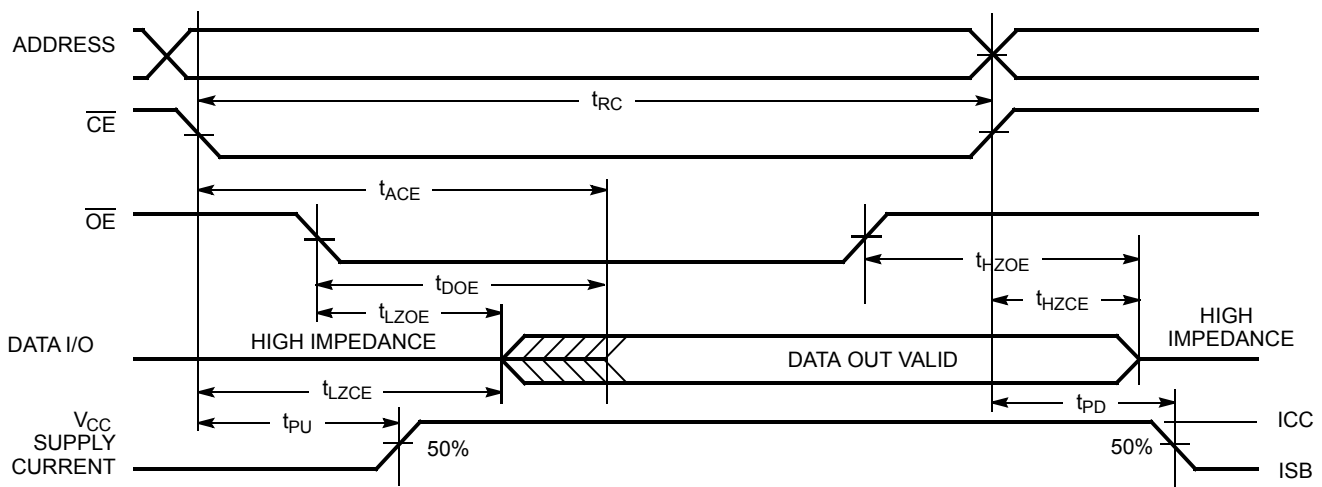 ADDRESS
tRC
CE
tACE
OE
tHZOE
tDOE
tHZCE
tLZOE
HIGH IMPEDANCE
HIGH
IMPEDANCE
DATA I/O
DATA OUT VALID
tLZCE
tPD
VCC
SUPPLY
CURRENT
tPU
50%
50%
ICC
ISB